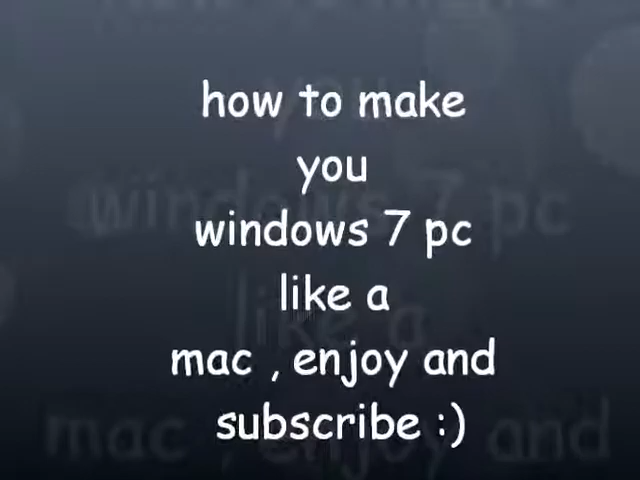 how to make
you
windows 7 pc
like a
mac , enjoy and
subscribe :)